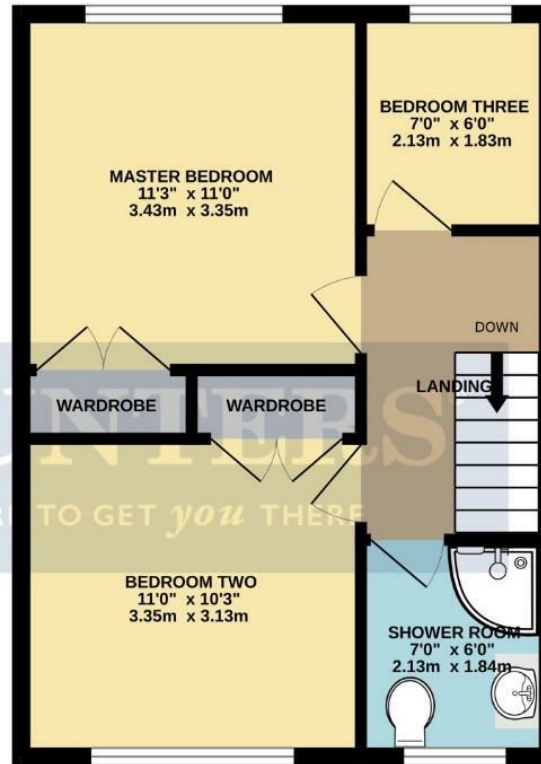 BEDROOM THREE
7'0" x 6'0"
2.13m x 1.83m
MASTER BEDROOM
11'3" x 11'0"
3.43m x 3.35m
DOWN
LANDING
WARDROBE
WARDROBE
UNTERS
TO GET you THERE
BEDROOM TWO
11'0" x 10'3"
3.35m x 3.13m
SHOWER ROOM
7'0" x 6'0"
2.13m x 1.84m